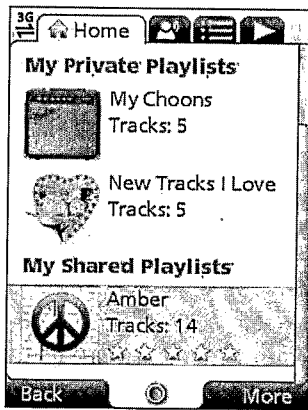 3G
Home
My Private Playlists
My Choons
Tracks: 5
New Tracks I Love
Tracks: 5
My Shared Playlists
Amber
Tracks: 14
Back
More